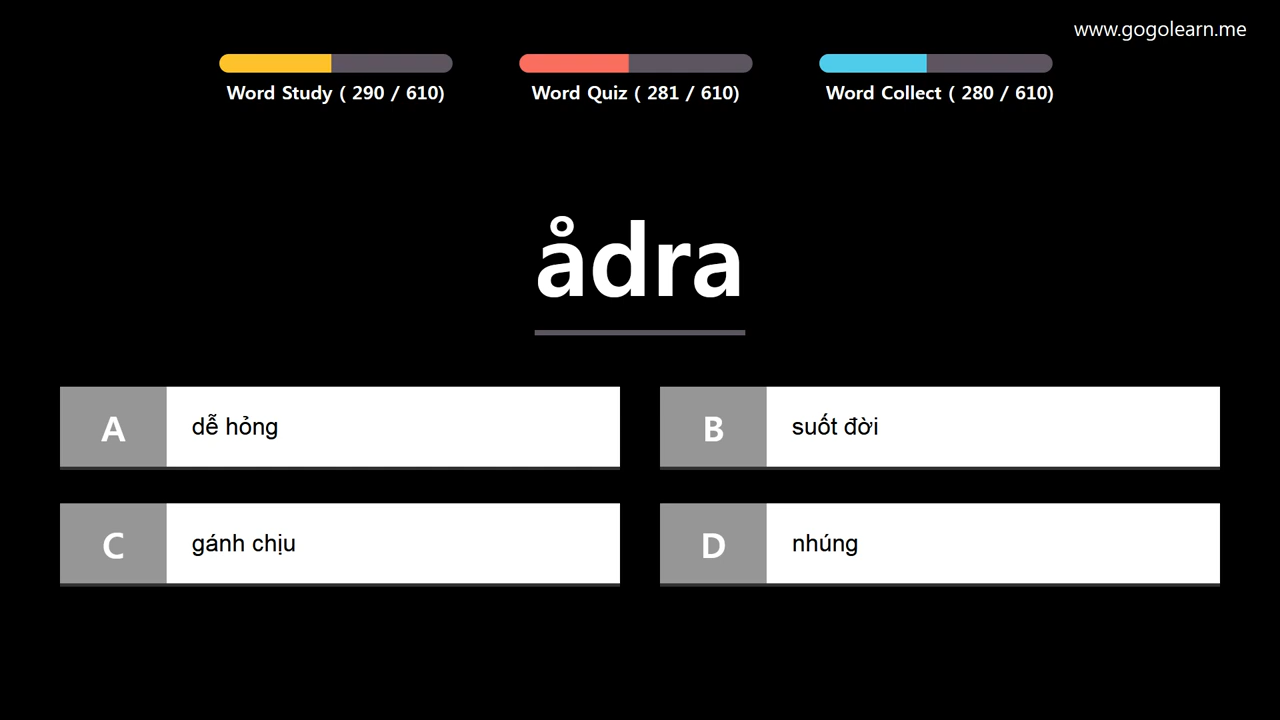 www.gogolearn.me
Word Study ( 290 / 610)
Word Quiz ( 281 / 610)
Word Collect ( 280 / 610)
ådra
A dễ hỏng
B suốt đời
C gánh chịu
D nhúng